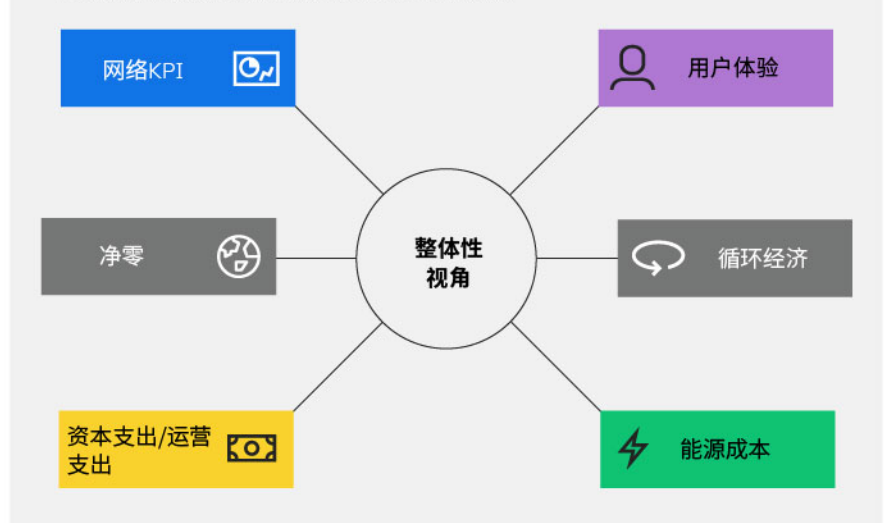 网络KPI
用户体验
净零
整体性
视角
循环经济
资本支出/运营
支出
能源成本